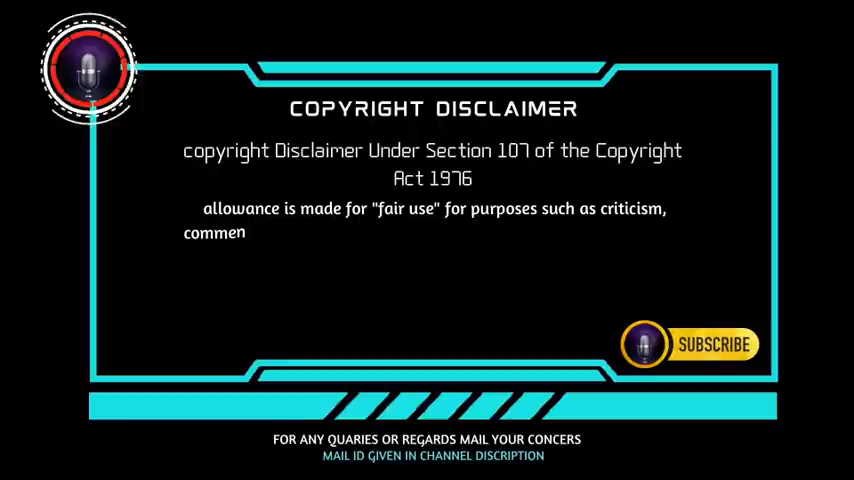 COPYRIGHT DISCLAIMER
copyright Disclaimer Under Section 107 of the Copyright
Act 1976
allowance is made for "fair use" for purposes such as criticism,
commen
SUBSCRIBE
FOR ANY QUARIES OR REGARDS MAIL YOUR CONCERS
MAIL ID GIVEN IN CHANNEL DISCRIPTION